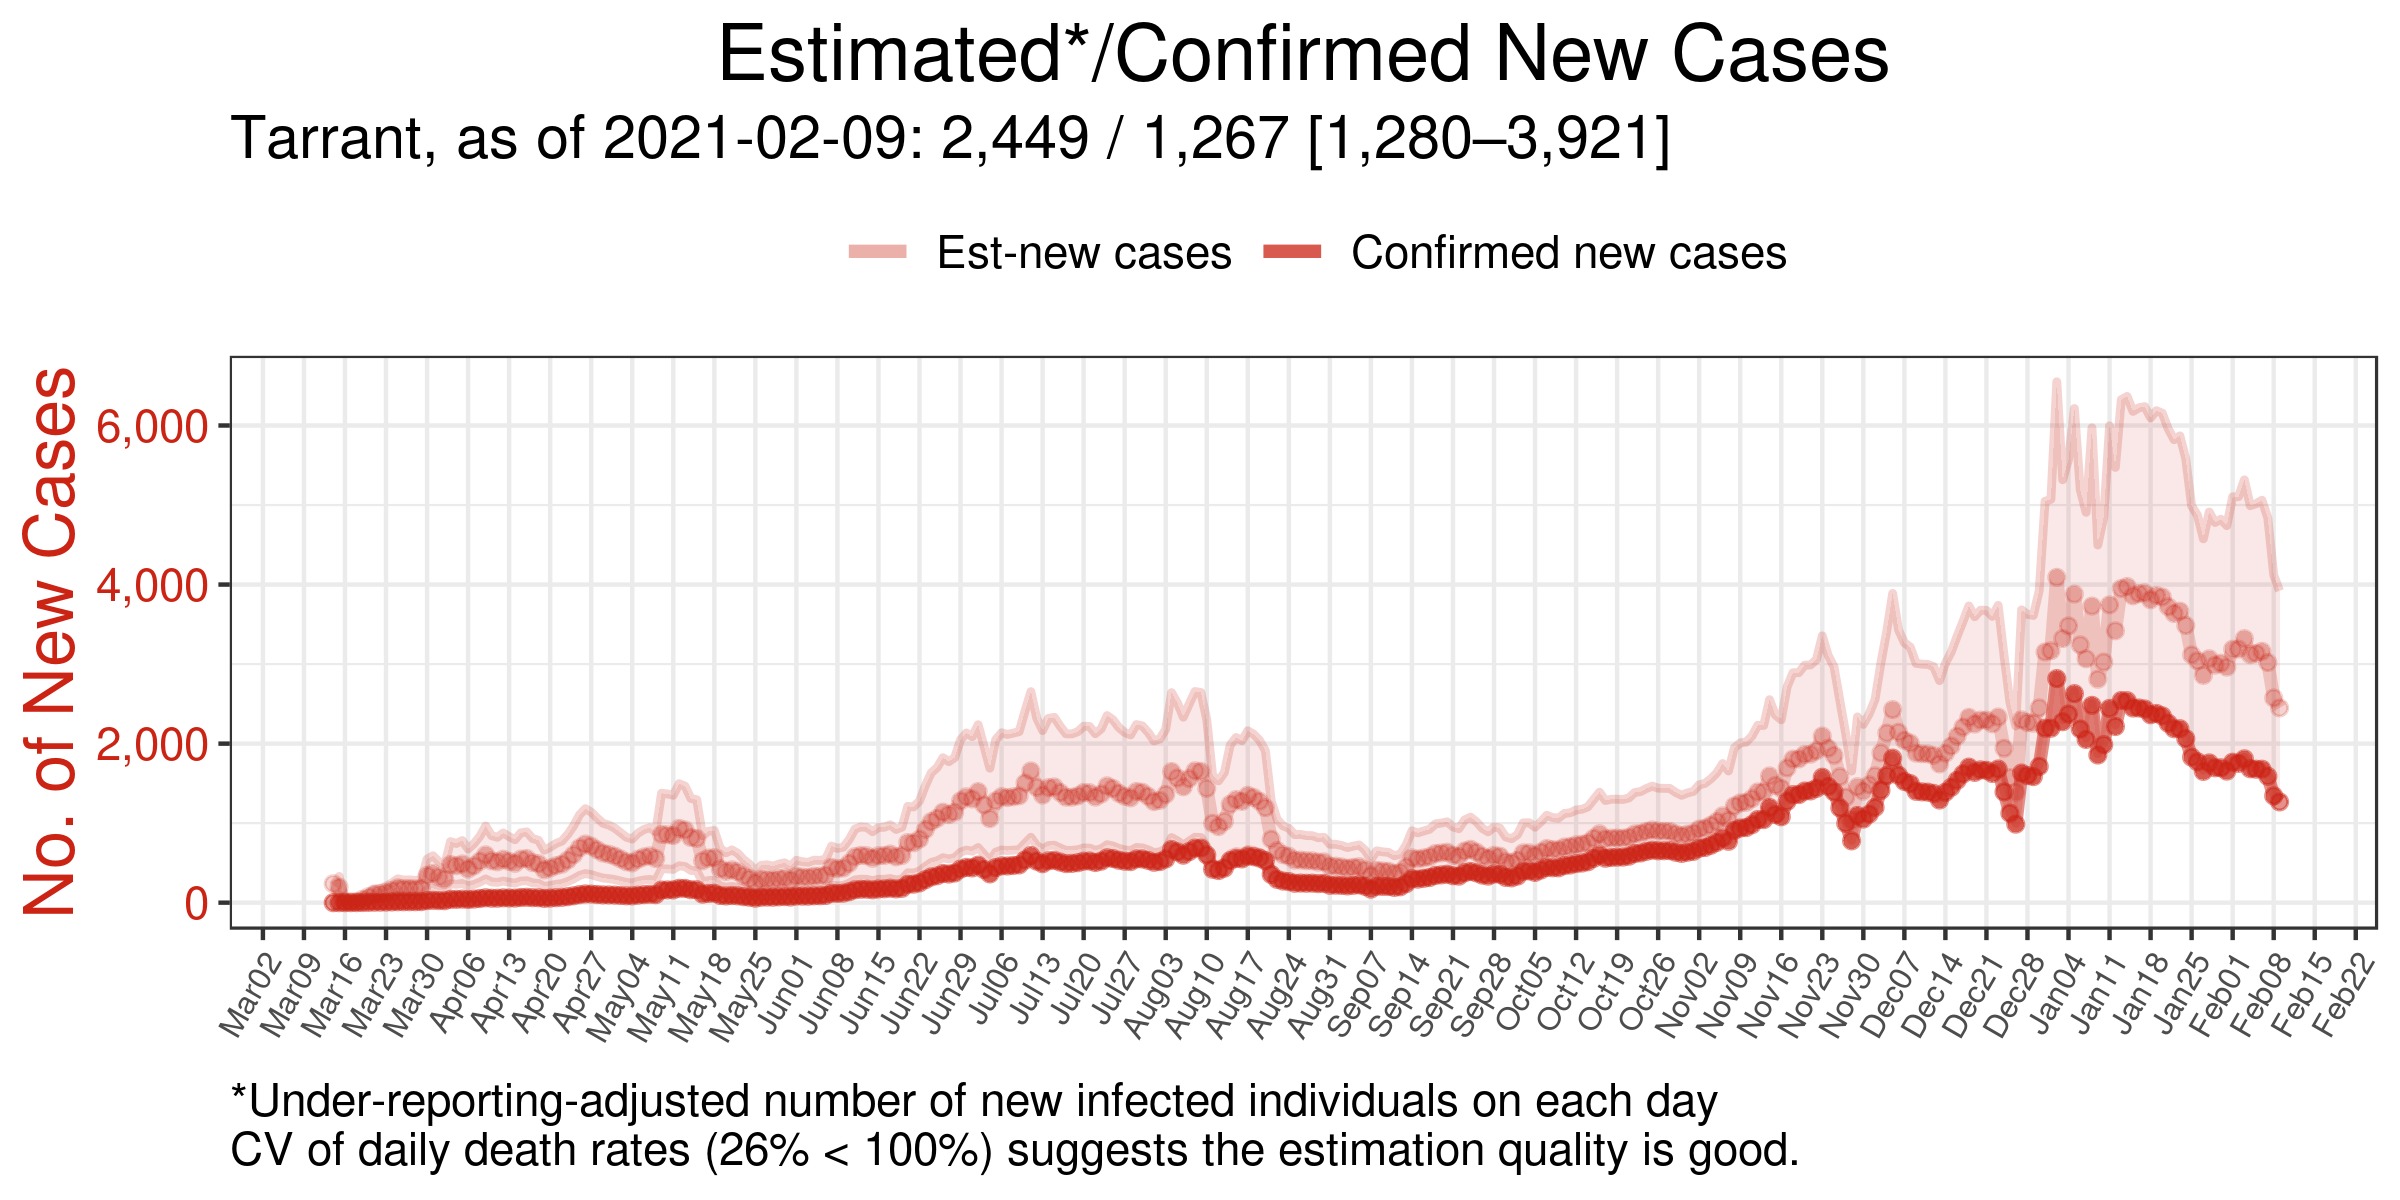 Estimated*/Confirmed New Cases
Tarrant, as of 2021-02-09: 2,449 / 1,267 [1,280–3,921]
Est-new cases Confirmed new cases
No. of New Cases
6,000
4,000
2,000
0
Mar02 Mar09 Mar16 Mar23 Mar30 Apr06 Apr13 Apr20 Apr27 May04 May11 May18 May25 Jun01 Jun08 Jun15 Jun22 Jun29 Jul06 Jul13 Jul20 Jul27 Aug03 Aug10 Aug17 Aug24 Aug31 Sep07 Sep14 Sep21 Sep28 Oct05 Oct12 Oct19 Oct26 Nov02 Nov09 Nov16 Nov23 Nov30 Dec07 Dec14 Dec21 Dec28 Jan04 Jan11 Jan18 Jan25 Feb01 Feb08 Feb15 Feb22
*Under-reporting-adjusted number of new infected individuals on each day
CV of daily death rates (26% < 100%) suggests the estimation quality is good.